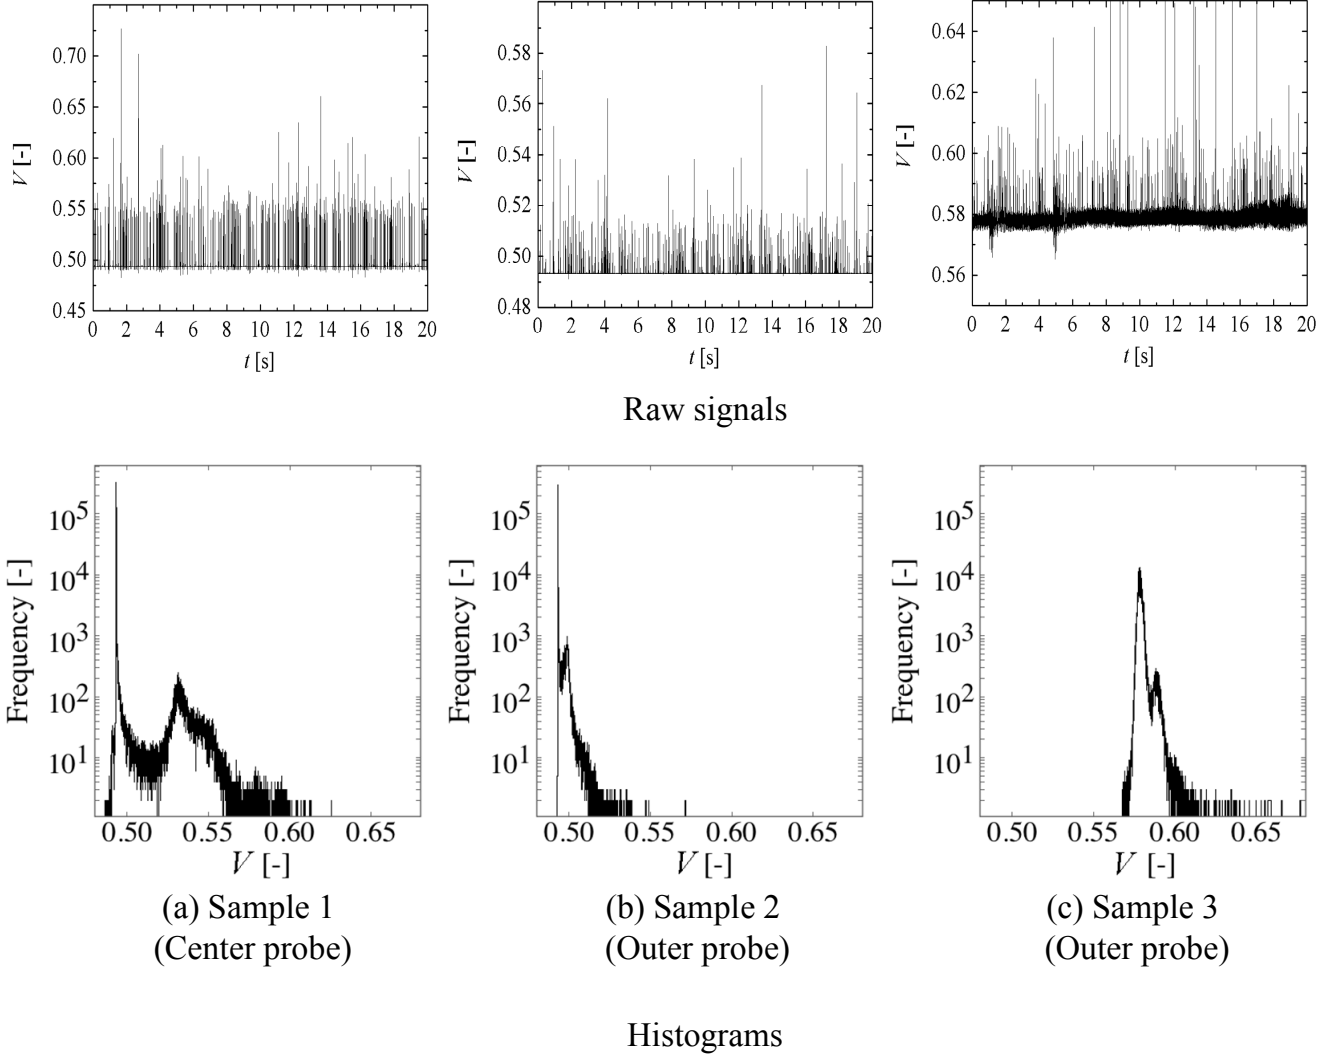 0.70
0.65
0.60
0.55
0.50
0.45
V [-]
0 2 4 6 8 10 12 14 16 18 20
t [s]
0.58
0.56
0.54
0.52
0.50
0.48
V [-]
0 2 4 6 8 10 12 14 16 18 20
t [s]
0.64
0.62
0.60
0.58
0.56
V [-]
0 2 4 6 8 10 12 14 16 18 20
t [s]
Raw signals
10^5
10^4
10^3
10^2
10^1
Frequency [-]
0.50 0.55 0.60 0.65
V [-]
(a) Sample 1
(Center probe)
10^5
10^4
10^3
10^2
10^1
Frequency [-]
0.50 0.55 0.60 0.65
V [-]
(b) Sample 2
(Outer probe)
10^5
10^4
10^3
10^2
10^1
Frequency [-]
0.50 0.55 0.60 0.65
V [-]
(c) Sample 3
(Outer probe)
Histograms